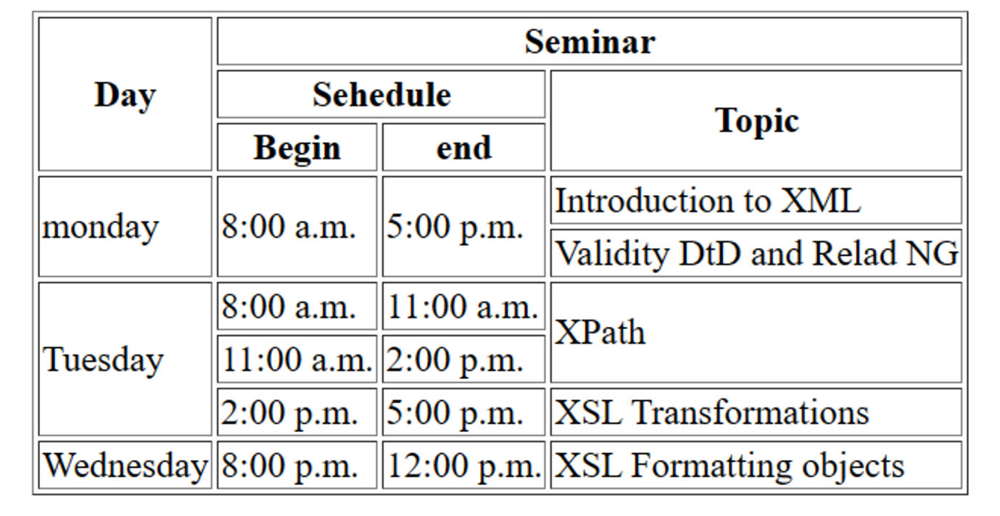 Day
Seminar
Sehedule
Topic
Begin
end
monday
8:00 a.m.
5:00 p.m.
Introduction to XML
Validity DtD and Relad NG
Tuesday
8:00 a.m.
11:00 a.m.
XPath
11:00 a.m.
2:00 p.m.
2:00 p.m.
5:00 p.m.
XSL Transformations
Wednesday
8:00 p.m.
12:00 p.m.
XSL Formatting objects